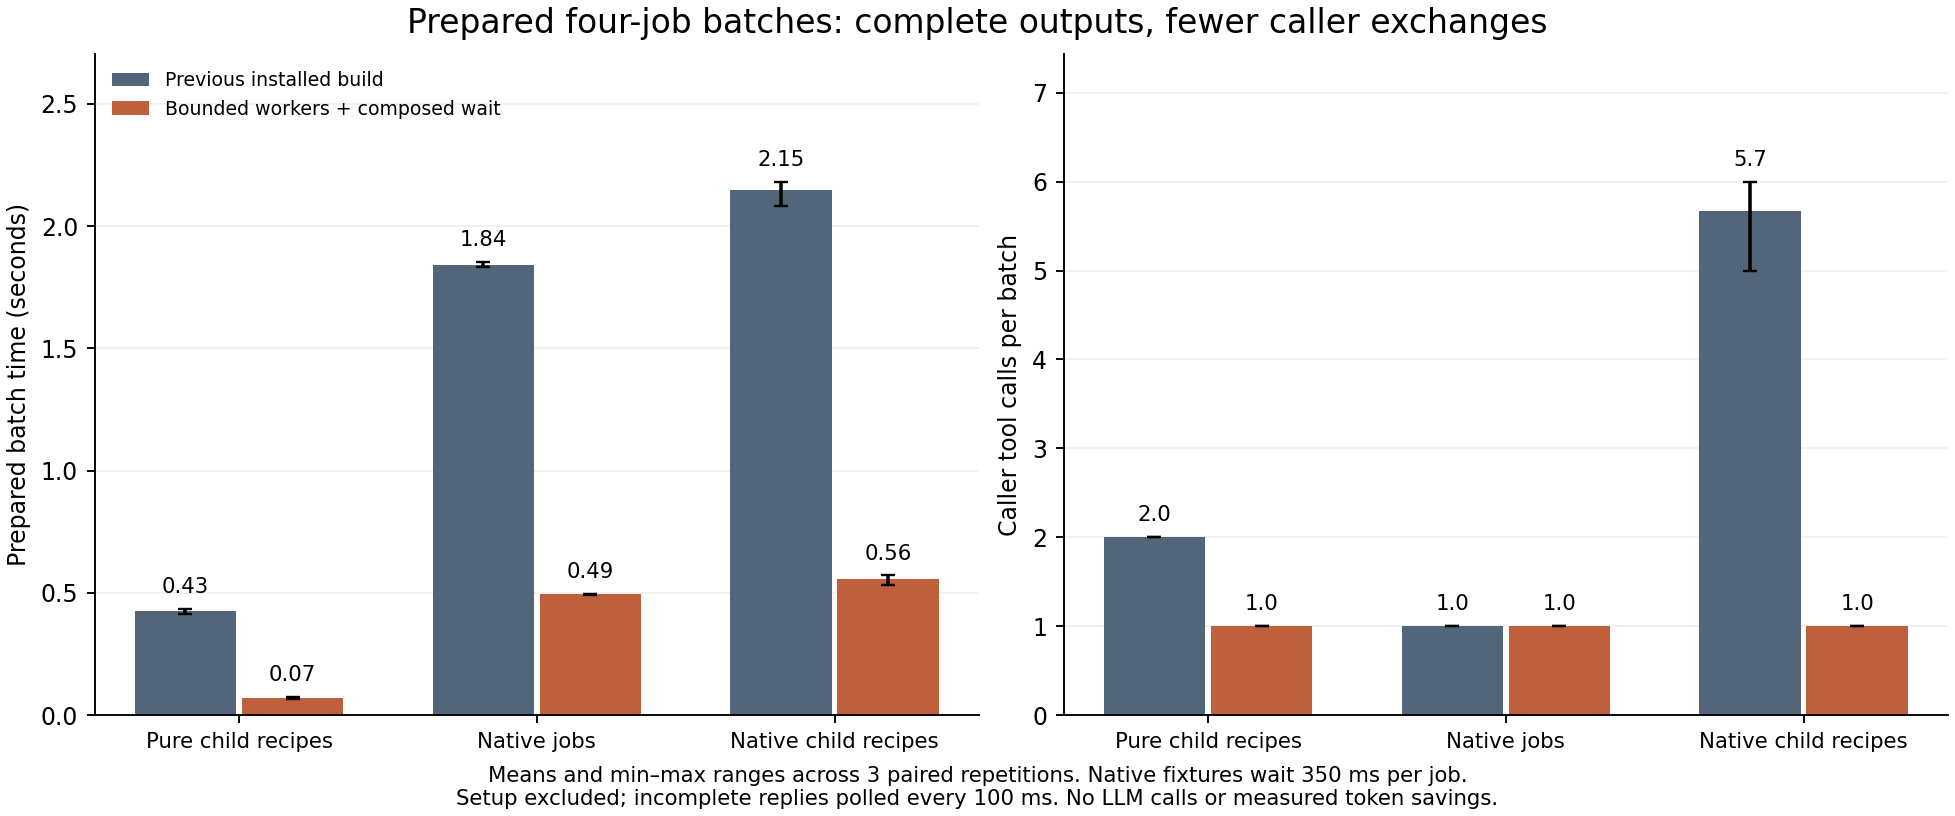 Prepared four-job batches: complete outputs, fewer caller exchanges
Previous installed build
Bounded workers + composed wait
Prepared batch time (seconds)
2.5
2.0
1.5
1.0
0.5
0.0
0.43
0.07
1.84
0.49
2.15
0.56
Pure child recipes
Native jobs
Native child recipes
Caller tool calls per batch
7
6
5
4
3
2
1
0
2.0
1.0
1.0
1.0
5.7
1.0
Pure child recipes
Native jobs
Native child recipes
Means and min–max ranges across 3 paired repetitions. Native fixtures wait 350 ms per job.
Setup excluded; incomplete replies polled every 100 ms. No LLM calls or measured token savings.